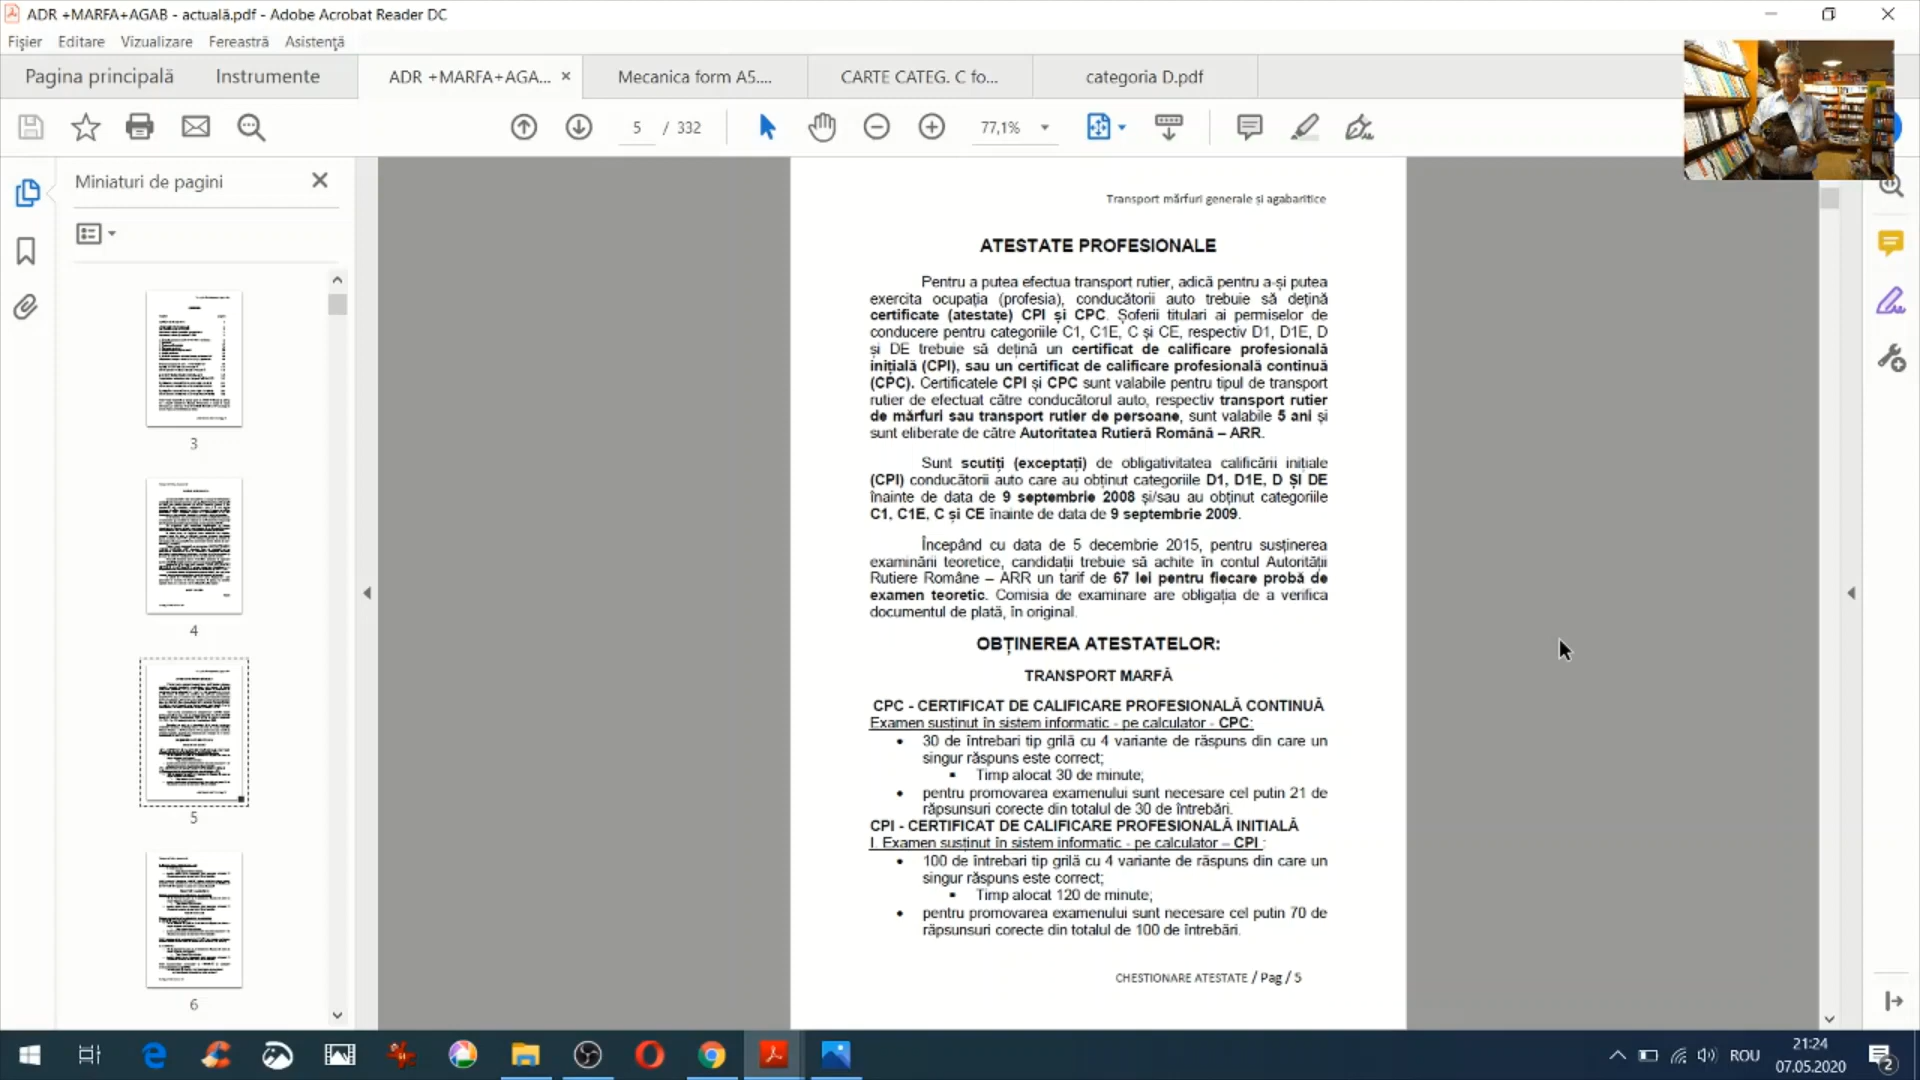 ADR +MARFA+AGAB - actuală.pdf - Adobe Acrobat Reader DC
Fişier Editare Vizualizare Fereastră Asistenţă
Pagina principală Instrumente ADR +MARFA+AGA... × Mecanica form A5.... CARTE CATEG. C fo... categoria D.pdf
5 / 332 77,1%
Miniaturi de pagini
3
4
5
6
Transport mărfuri generale și agabaritice
ATESTATE PROFESIONALE
Pentru a putea efectua transport rutier, adică pentru a-și putea
exercita ocupația (profesia), conducătorii auto trebuie să dețină
certificate (atestate) CPI și CPC. Șoferii titulari ai permiselor de
conducere pentru categoriile C1, C1E, C și CE, respectiv D1, D1E, D
și DE trebuie să dețină un certificat de calificare profesională
inițială (CPI), sau un certificat de calificare profesională continuă
(CPC). Certificatele CPI și CPC sunt valabile pentru tipul de transport
rutier de efectuat către conducătorul auto, respectiv transport rutier
de mărfuri sau transport rutier de persoane, sunt valabile 5 ani și
sunt eliberate de către Autoritatea Rutieră Română – ARR.
Sunt scutiți (exceptați) de obligativitatea calificării inițiale
(CPI) conducătorii auto care au obținut categoriile D1, D1E, D ȘI DE
înainte de data de 9 septembrie 2008 și/sau au obținut categoriile
C1, C1E, C și CE înainte de data de 9 septembrie 2009.
Începând cu data de 5 decembrie 2015, pentru susținerea
examinării teoretice, candidații trebuie să achite în contul Autorității
Rutiere Române – ARR un tarif de 67 lei pentru fiecare probă de
examen teoretic. Comisia de examinare are obligația de a verifica
documentul de plată, în original.
OBȚINEREA ATESTATELOR:
TRANSPORT MARFĂ
CPC - CERTIFICAT DE CALIFICARE PROFESIONALĂ CONTINUĂ
Examen susținut în sistem informatic - pe calculator - CPC:
• 30 de întrebari tip grilă cu 4 variante de răspuns din care un
singur răspuns este correct;
▪ Timp alocat 30 de minute;
• pentru promovarea examenului sunt necesare cel putin 21 de
răpsunsuri corecte din totalul de 30 de întrebări.
CPI - CERTIFICAT DE CALIFICARE PROFESIONALĂ INIȚIALĂ
I. Examen susținut în sistem informatic - pe calculator – CPI :
• 100 de întrebari tip grilă cu 4 variante de răspuns din care un
singur răspuns este correct;
▪ Timp alocat 120 de minute;
• pentru promovarea examenului sunt necesare cel putin 70 de
răpsunsuri corecte din totalul de 100 de întrebări.
CHESTIONARE ATESTATE / Pag / 5
ROU
21:24
07.05.2020
2